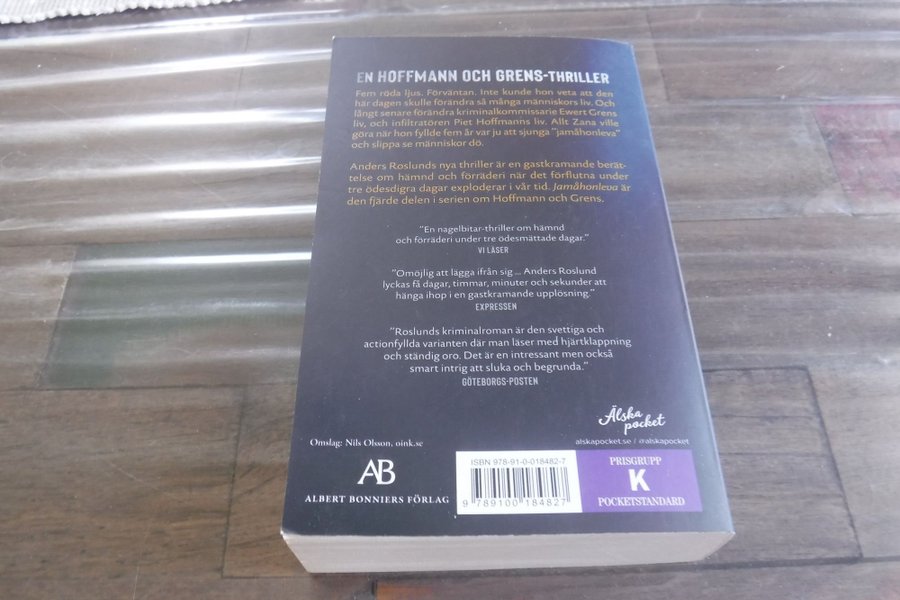 EN HOFFMANN OCH GRENS-THRILLER
Fem röda ljus. Förväntan. Inte kunde hon veta att den
här dagen skulle förändra så många människors liv. Och
långt senare förändra kriminalkommissarie Ewert Grens
liv, och infiltratören Piet Hoffmanns liv. Allt Zana ville
göra när hon fyllde fem år var ju att sjunga "jamåhonleva"
och slippa se människor dö.
Anders Roslunds nya thriller är en gastkramande berät-
telse om hämnd och förräderi när det förflutna under
tre ödesdigra dagar exploderar i vår tid. Jamåhonleva är
den fjärde delen i serien om Hoffmann och Grens.
"En nagelbitar-thriller om hämnd
och förräderi under tre ödesmättade dagar."
VI LÄSER
"Omöjlig att lägga ifrån sig ... Anders Roslund
lyckas få dagar, timmar, minuter och sekunder att
hänga ihop i en gastkramande upplösning."
EXPRESSEN
"Roslunds kriminalroman är den svettiga och
actionfyllda varianten där man läser med hjärtklappning
och ständig oro. Det är en intressant men också
smart intrig att sluka och begrunda."
GÖTEBORGS-POSTEN
Älska
pocket
alskapocket.se / @alskapocket
Omslag: Nils Olsson, oink.se
AB
ALBERT BONNIERS FÖRLAG
ISBN 978-91-0-018482-7
9 789100 184827
PRISGRUPP
K
POCKETSTANDARD